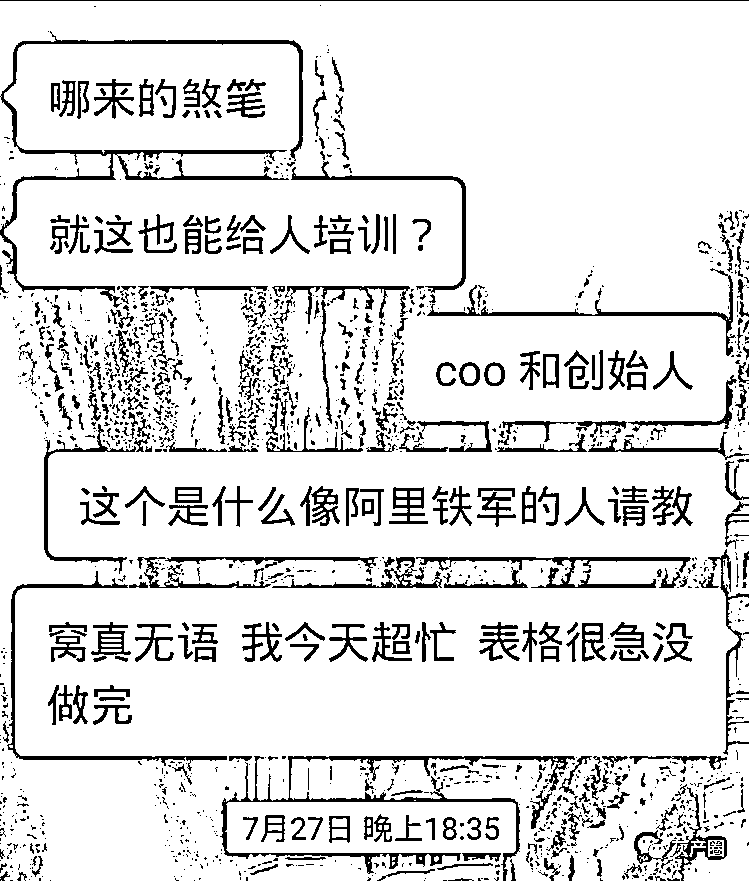 哪来的煞笔
就这也能给人培训？
coo 和创始人
这个是什么像阿里铁军的人请教
窝真无语 我今天超忙 表格很急没
做完
7月27日 晚上18:35
灰产圈